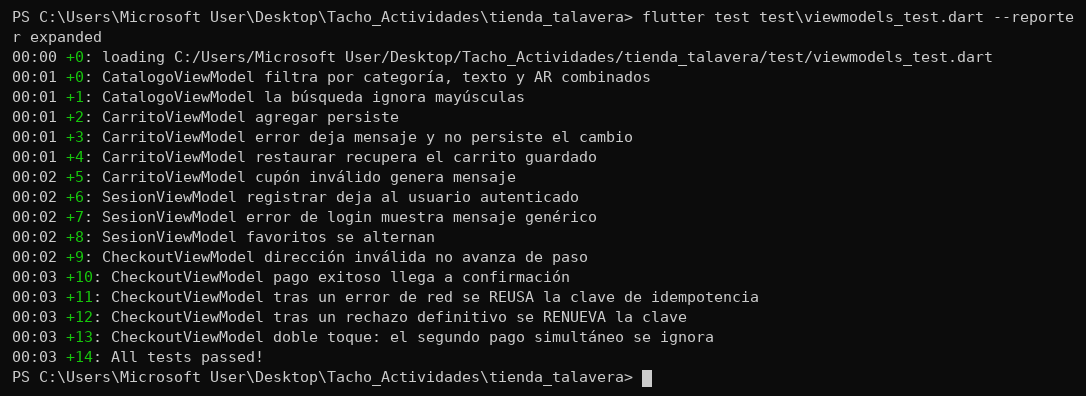 PS C:\Users\Microsoft User\Desktop\Tacho_Actividades\tienda_talavera> flutter test test\viewmodels_test.dart --reporte
r expanded
00:00 +0: loading C:/Users/Microsoft User/Desktop/Tacho_Actividades/tienda_talavera/test/viewmodels_test.dart
00:01 +0: CatalogoViewModel filtra por categoría, texto y AR combinados
00:01 +1: CatalogoViewModel la búsqueda ignora mayúsculas
00:01 +2: CarritoViewModel agregar persiste
00:01 +3: CarritoViewModel error deja mensaje y no persiste el cambio
00:01 +4: CarritoViewModel restaurar recupera el carrito guardado
00:02 +5: CarritoViewModel cupón inválido genera mensaje
00:02 +6: SesionViewModel registrar deja al usuario autenticado
00:02 +7: SesionViewModel error de login muestra mensaje genérico
00:02 +8: SesionViewModel favoritos se alternan
00:02 +9: CheckoutViewModel dirección inválida no avanza de paso
00:03 +10: CheckoutViewModel pago exitoso llega a confirmación
00:03 +11: CheckoutViewModel tras un error de red se REUSA la clave de idempotencia
00:03 +12: CheckoutViewModel tras un rechazo definitivo se RENUEVA la clave
00:03 +13: CheckoutViewModel doble toque: el segundo pago simultáneo se ignora
00:03 +14: All tests passed!
PS C:\Users\Microsoft User\Desktop\Tacho_Actividades\tienda_talavera>